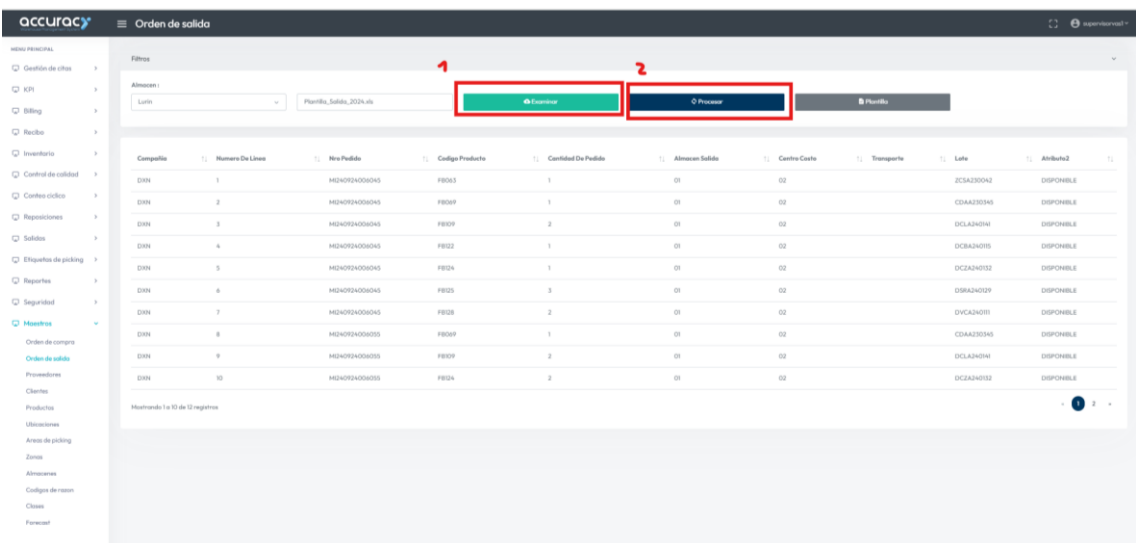 accuracy
Orden de salida
supervisorvas1
MENU PRINCIPAL
Gestión de citas
KPI
Billing
Recibo
Inventario
Control de calidad
Conteo ciclico
Reposiciones
Salidas
Etiquetas de picking
Reportes
Seguridad
Maestros
Orden de compra
Orden de salida
Proveedores
Clientes
Productos
Ubicaciones
Areas de picking
Zonas
Almacenes
Codigos de razon
Clases
Forecast
Filtros
1
2
Almacen :
Lurin
Plantilla_Salida_2024.xls
Examinar
Procesar
Plantilla
Compañia Numero De Linea Nro Pedido Codigo Producto Cantidad De Pedido Almacen Salida Centro Costo Transporte Lote Atributo2
DXN 1 MI240924006045 FB063 1 01 02 ZCSA230042 DISPONIBLE
DXN 2 MI240924006045 FB069 1 01 02 CDAA230345 DISPONIBLE
DXN 3 MI240924006045 FB109 2 01 02 DCLA240141 DISPONIBLE
DXN 4 MI240924006045 FB122 1 01 02 DCBA240115 DISPONIBLE
DXN 5 MI240924006045 FB124 1 01 02 DCZA240132 DISPONIBLE
DXN 6 MI240924006045 FB125 3 01 02 DSRA240129 DISPONIBLE
DXN 7 MI240924006045 FB128 2 01 02 DVCA240111 DISPONIBLE
DXN 8 MI240924006055 FB069 1 01 02 CDAA230345 DISPONIBLE
DXN 9 MI240924006055 FB109 2 01 02 DCLA240141 DISPONIBLE
DXN 10 MI240924006055 FB124 2 01 02 DCZA240132 DISPONIBLE
Mostrando 1 a 10 de 12 registros
« 1 2 »